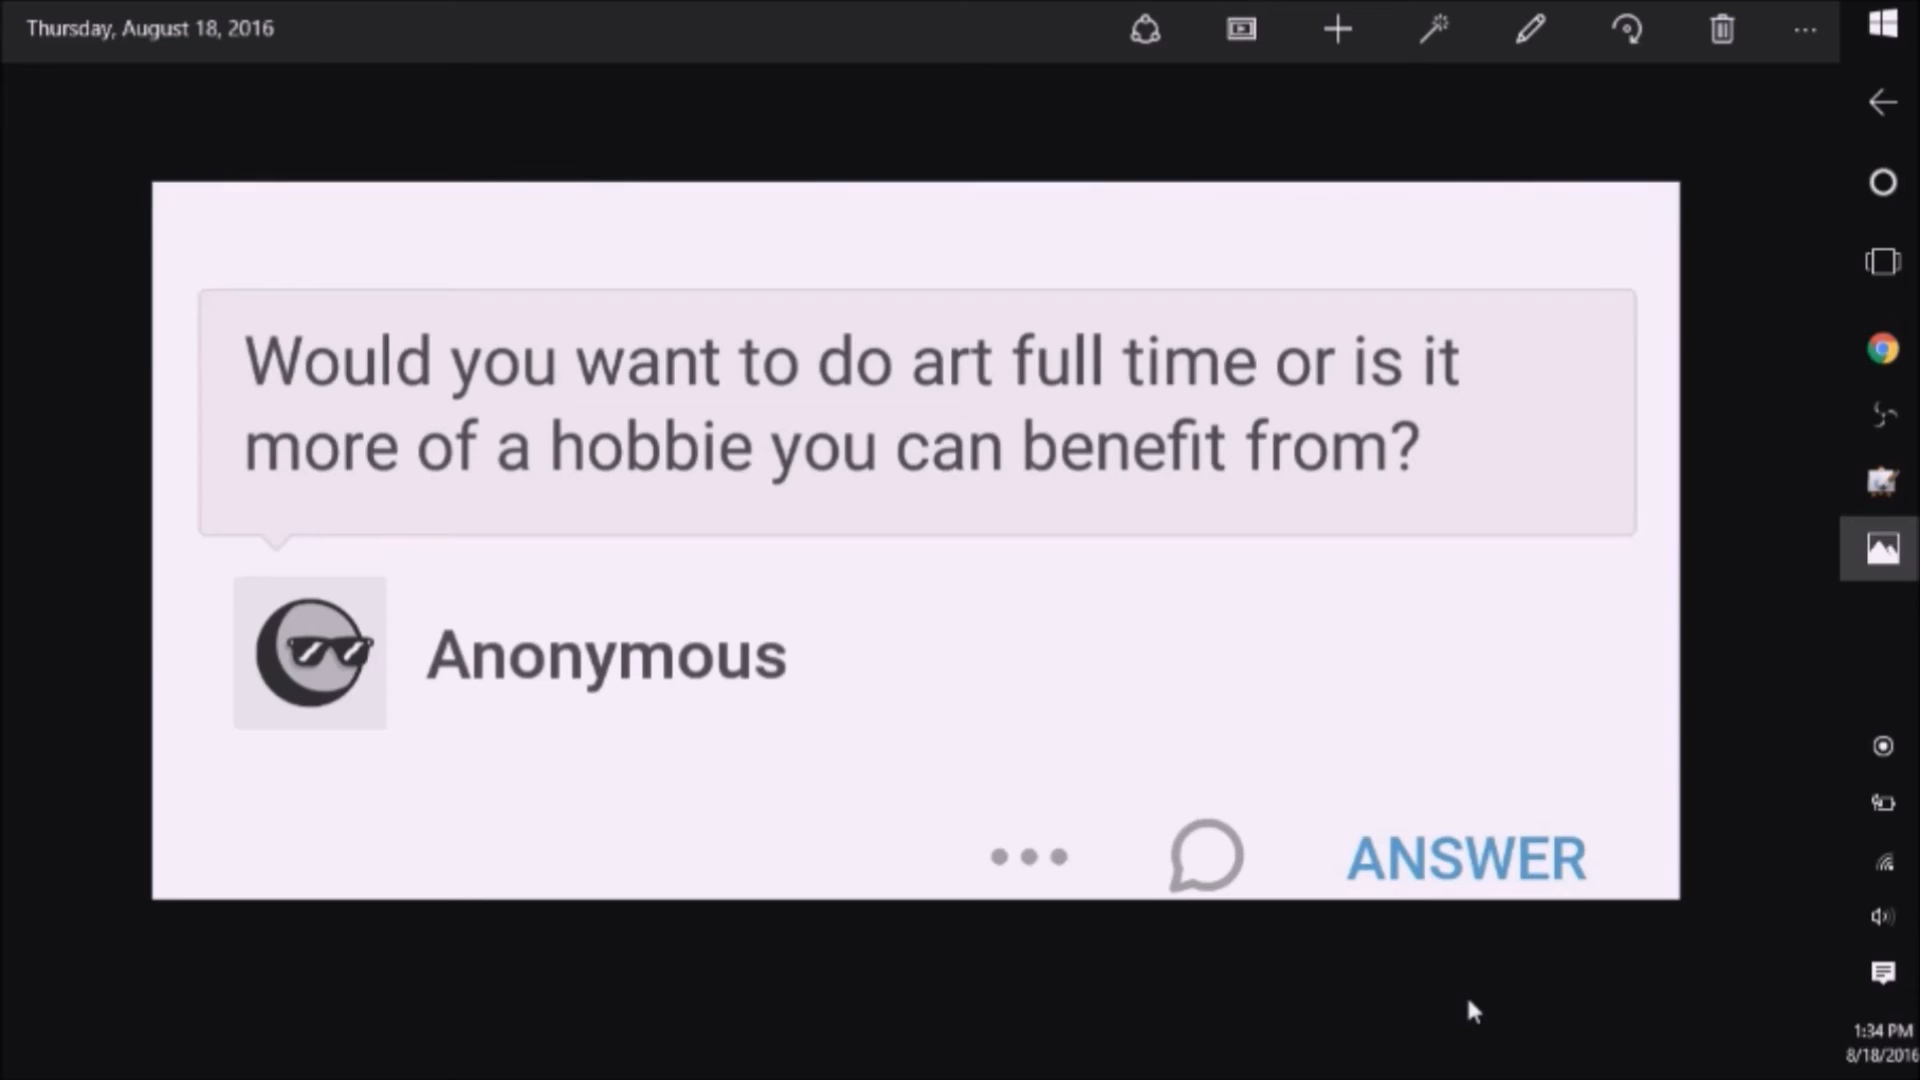 Thursday, August 18, 2016
Would you want to do art full time or is it
more of a hobbie you can benefit from?
Anonymous
ANSWER
1:34 PM
8/18/2016